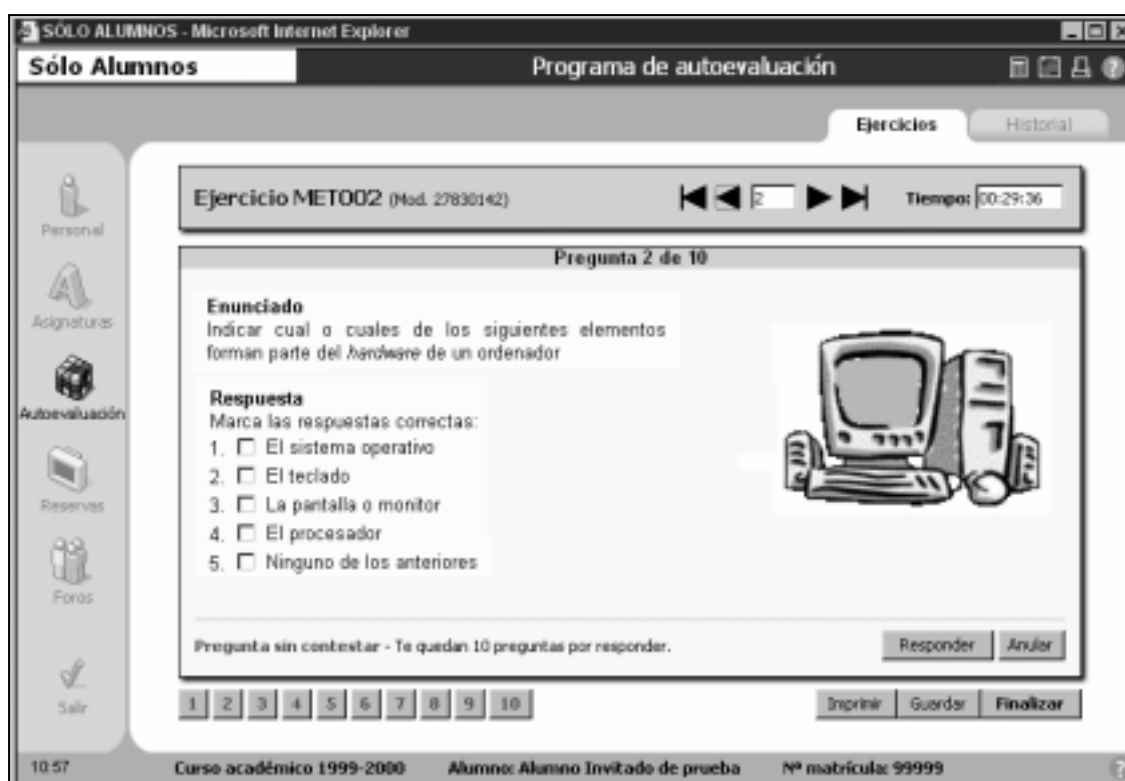 SÓLO ALUMNOS - Microsoft Internet Explorer
Sólo Alumnos
Programa de autoevaluación
Ejercicios
Historial
Personal
Asignaturas
Autoevaluación
Reservas
Foros
Salir
Ejercicio MET002 (Mod. 27830142)
2
Tiempo: 00:29:36
Pregunta 2 de 10
Enunciado
Indicar cual o cuales de los siguientes elementos
forman parte del hardware de un ordenador
Respuesta
Marca las respuestas correctas:
1. El sistema operativo
2. El teclado
3. La pantalla o monitor
4. El procesador
5. Ninguno de los anteriores
Pregunta sin contestar - Te quedan 10 preguntas por responder.
Responder
Anular
1 2 3 4 5 6 7 8 9 10
Imprimir
Guardar
Finalizar
10:57
Curso académico 1999-2000
Alumno: Alumno Invitado de prueba
Nº matrícula: 99999